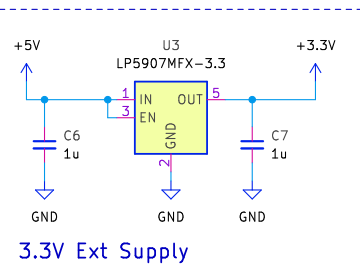 +5V
U3
+3.3V
LP5907MFX-3.3
1
IN
OUT
5
3
EN
GND
2
C6
1u
C7
1u
GND
GND
GND
3.3V Ext Supply